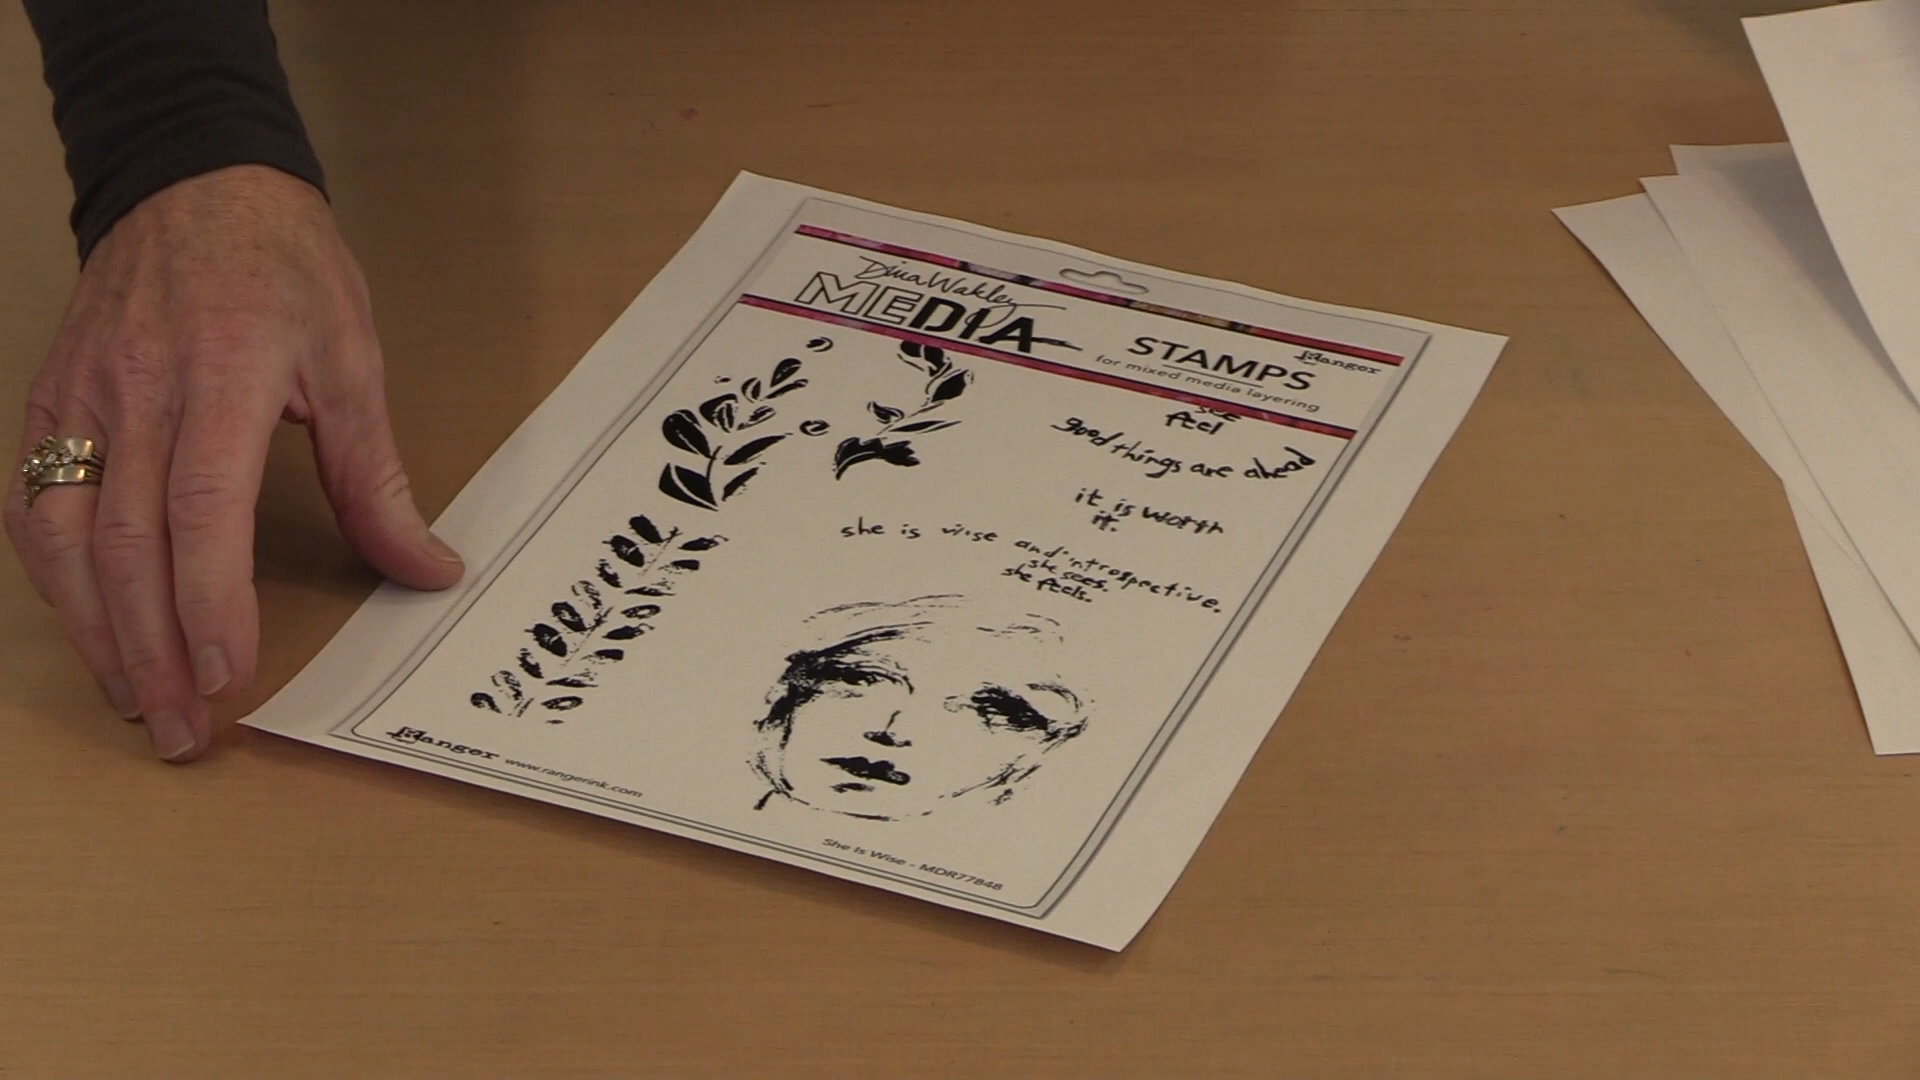 Dina Wakley
MEDIA
STAMPS
for mixed media layering
Ranger
she
feel
good things are ahead
it is worth
it.
she is wise and introspective.
she sees.
she feels.
Ranger www.rangerink.com
She Is Wise - MDR77848